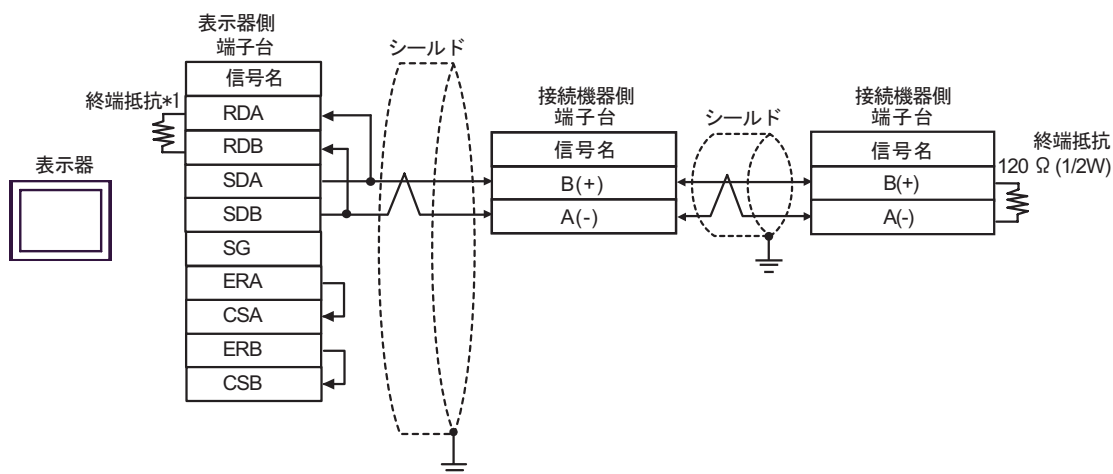 表示器側
端子台
信号名
終端抵抗*1
RDA
RDB
SDA
SDB
SG
ERA
CSA
ERB
CSB
表示器
シールド
接続機器側
端子台
信号名
B(+)
A(-)
シールド
接続機器側
端子台
信号名
B(+)
A(-)
終端抵抗
120 Ω (1/2W)